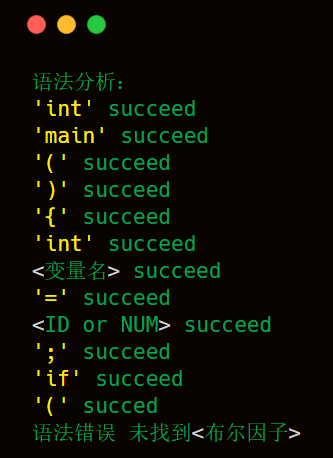 语法分析:
'int' succeed
'main' succeed
'(' succeed
')' succeed
'{' succeed
'int' succeed
<变量名> succeed
'=' succeed
<ID or NUM> succeed
';' succeed
'if' succeed
'(' succed
语法错误 未找到<布尔因子>